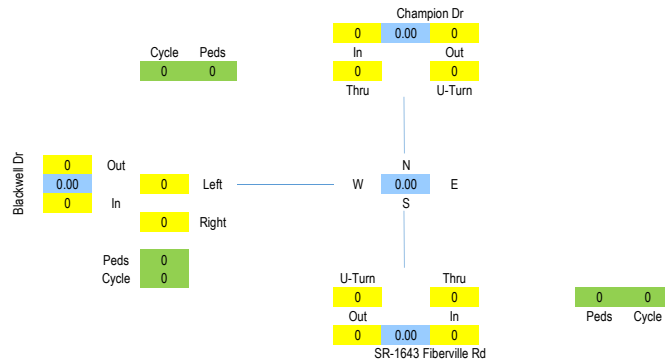 Champion Dr
0 0.00 0
Cycle Peds In Out
0 0 0 0
Thru U-Turn
Blackwell Dr
0 Out N
0.00 0 Left W 0.00 E
0 In S
0 Right
Peds 0
Cycle 0
U-Turn Thru
0 0 0 0
Out In Peds Cycle
0 0.00 0
SR-1643 Fiberville Rd